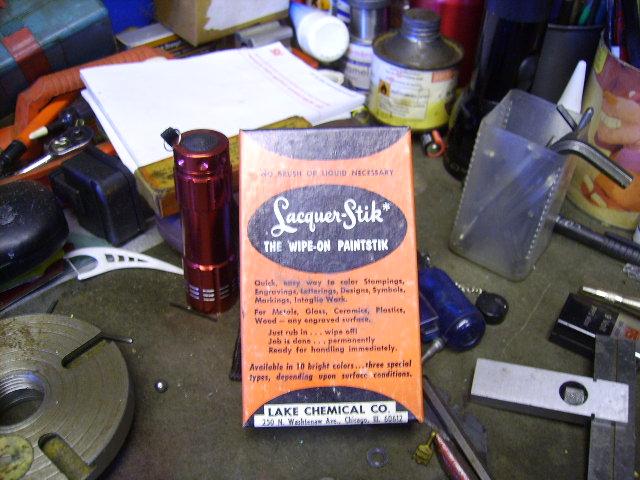 NO BRUSH OR LIQUID NECESSARY
Lacquer-Stik*
THE WIPE-ON PAINTSTIK
Quick, easy way to color Stampings,
Engravings, Letterings, Designs, Symbols,
Markings, Intaglio Work.
For Metals, Glass, Ceramics, Plastics,
Wood — any engraved surface.
Just rub in . . . wipe off!
Job is done . . . permanently
Ready for handling immediately.
Available in 10 bright colors...three special
types, depending upon surface conditions.
LAKE CHEMICAL CO.
250 N. Washtenaw Ave., Chicago, Ill. 60612